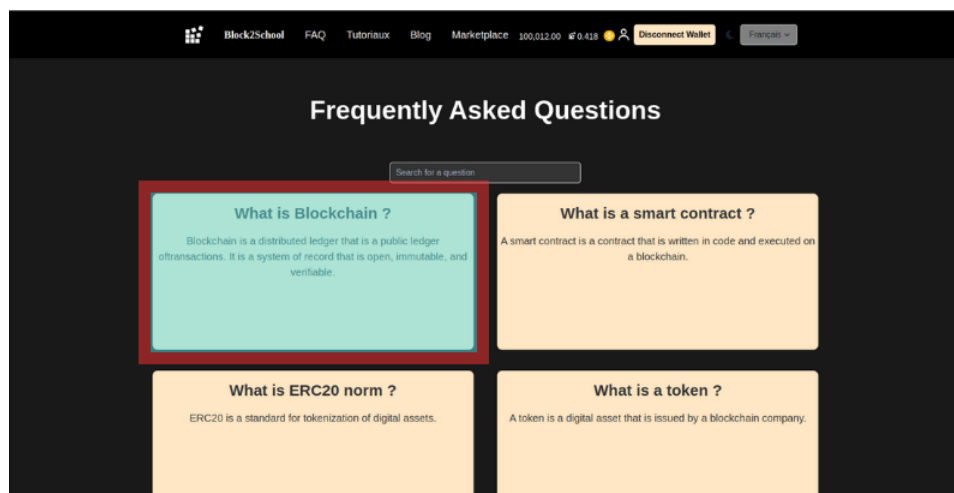 Block2School FAQ Tutoriaux Blog Marketplace 100,012.00 0.418 Disconnect Wallet Français
Frequently Asked Questions
Search for a question
What is Blockchain ?
Blockchain is a distributed ledger that is a public ledger
oftransactions. It is a system of record that is open, immutable, and
verifiable.
What is a smart contract ?
A smart contract is a contract that is written in code and executed on
a blockchain.
What is ERC20 norm ?
ERC20 is a standard for tokenization of digital assets.
What is a token ?
A token is a digital asset that is issued by a blockchain company.